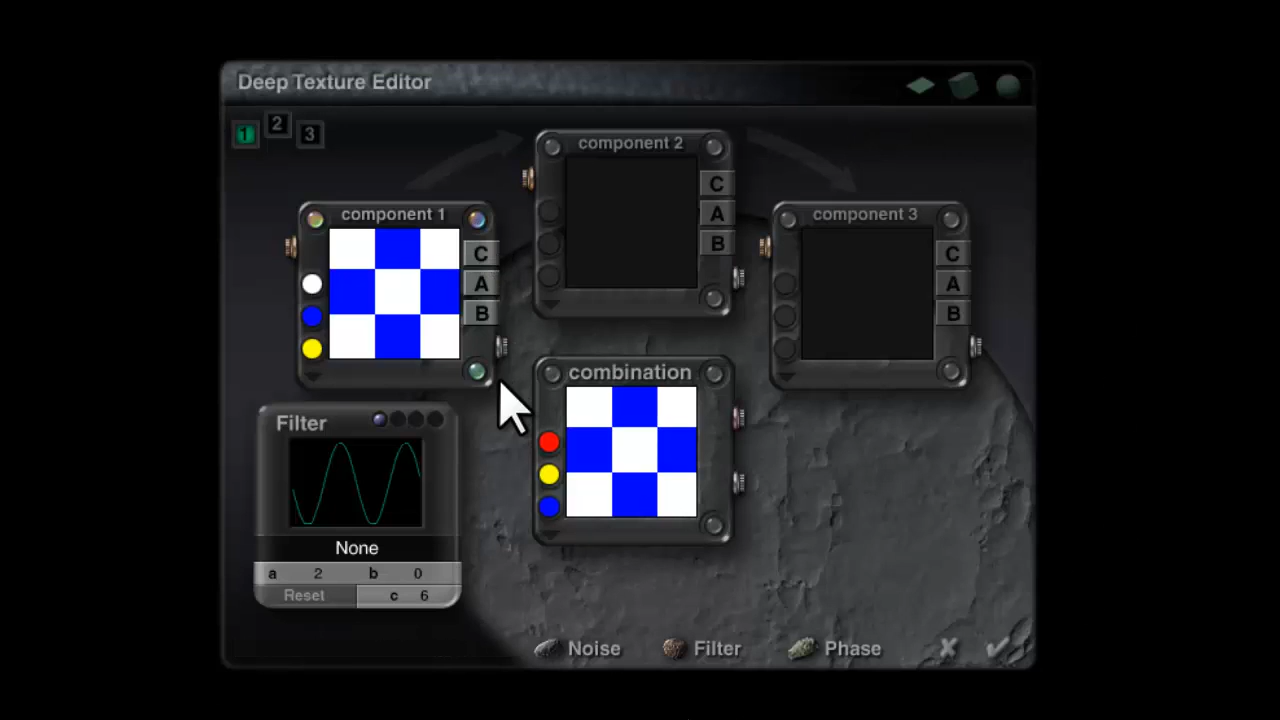 Deep Texture Editor
1 2 3
component 1
C
A
B
component 2
C
A
B
component 3
C
A
B
combination
Filter
None
a 2 b 0
Reset c 6
Noise Filter Phase